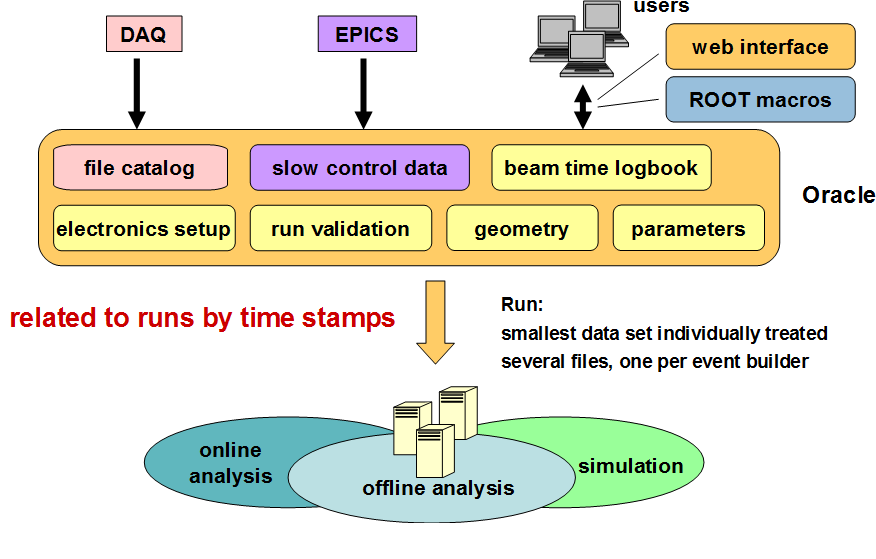 users
DAQ
EPICS
web interface
ROOT macros
file catalog
slow control data
beam time logbook
Oracle
electronics setup
run validation
geometry
parameters
related to runs by time stamps
Run:
smallest data set individually treated
several files, one per event builder
online
analysis
simulation
offline analysis